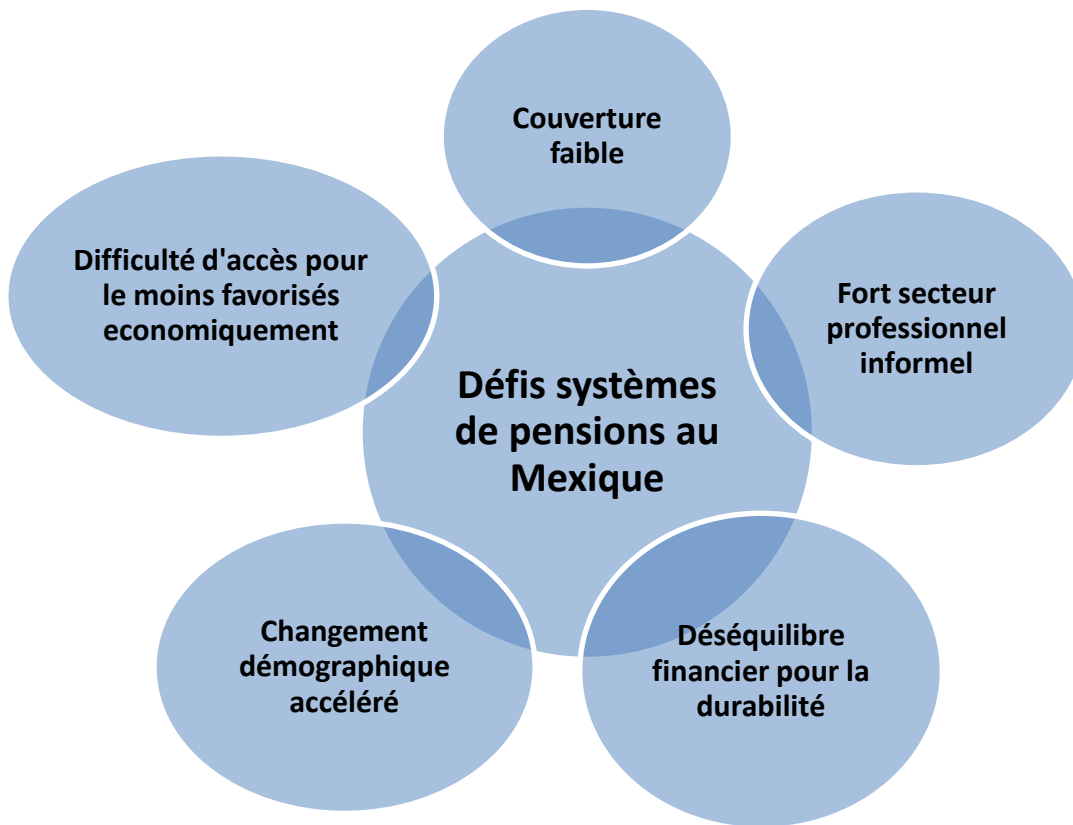 Couverture
faible
Difficulté d'accès pour
le moins favorisés
economiquement
Fort secteur
professionnel
informel
Défis systèmes
de pensions au
Mexique
Changement
démographique
accéléré
Déséquilibre
financier pour la
durabilité